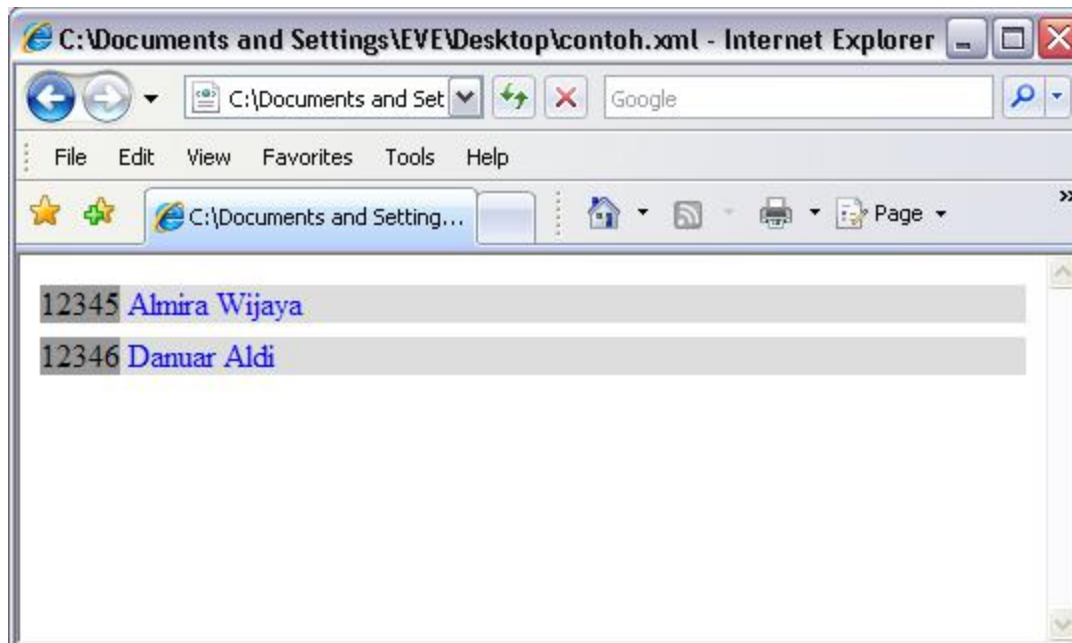 C:\Documents and Settings\EVE\Desktop\contoh.xml - Internet Explorer
C:\Documents and Set
Google
File Edit View Favorites Tools Help
C:\Documents and Setting...
Page
12345 Almira Wijaya
12346 Danuar Aldi